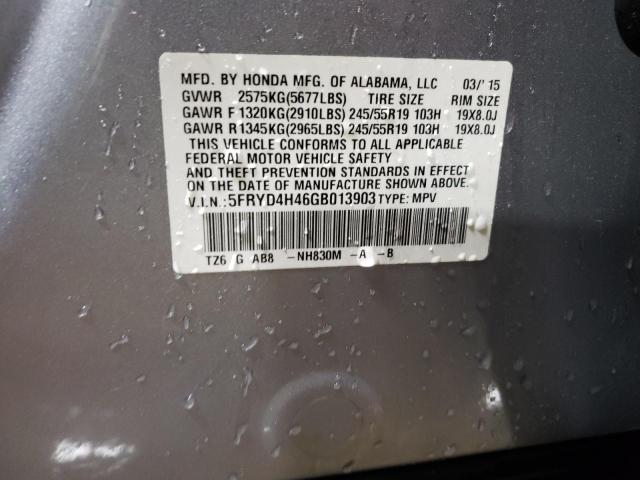 MFD. BY HONDA MFG. OF ALABAMA, LLC 03/'15
GVWR 2575KG(5677LBS) TIRE SIZE RIM SIZE
GAWR F 1320KG(2910LBS) 245/55R19 103H 19X8.0J
GAWR R 1345KG(2965LBS) 245/55R19 103H 19X8.0J
THIS VEHICLE CONFORMS TO ALL APPLICABLE
FEDERAL MOTOR VEHICLE SAFETY
AND THEFT PREVENTION STANDARDS IN EFFECT
ON THE DATE OF MANUFACTURE SHOWN ABOVE.
V.I.N.: 5FRYD4H46GB013903 TYPE: MPV
TZ6 G AB8 -NH830M -A -B